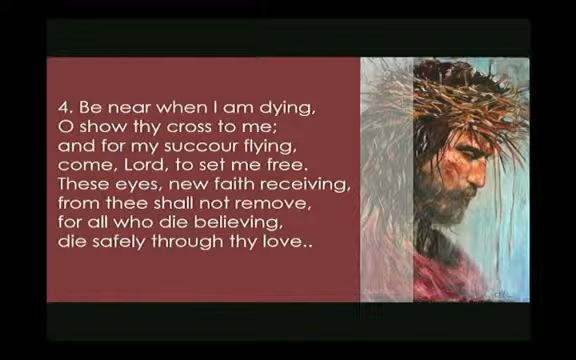 4. Be near when I am dying,
O show thy cross to me;
and for my succour flying,
come, Lord, to set me free.
These eyes, new faith receiving,
from thee shall not remove,
for all who die believing,
die safely through thy love..